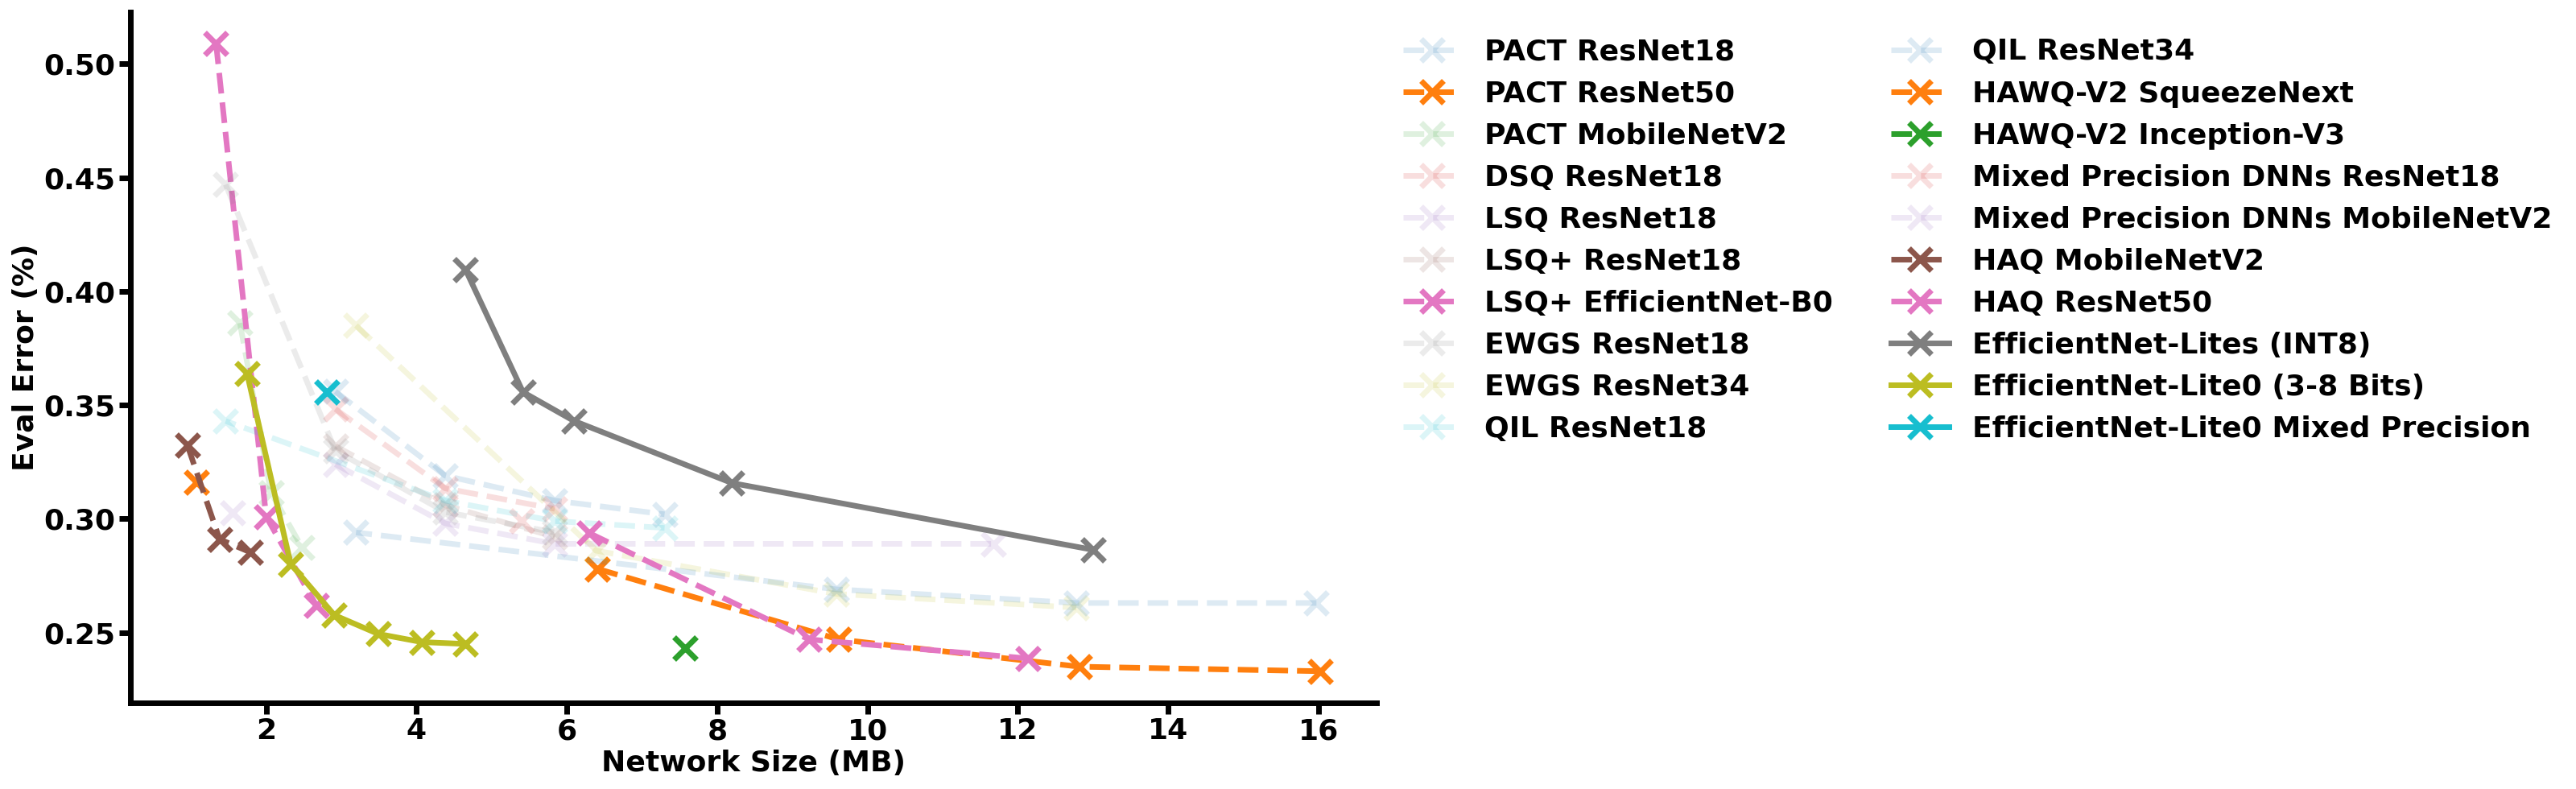 0.50
0.45
0.40
0.35
0.30
0.25
Eval Error (%)
2 4 6 8 10 12 14 16
Network Size (MB)
PACT ResNet18
PACT ResNet50
PACT MobileNetV2
DSQ ResNet18
LSQ ResNet18
LSQ+ ResNet18
LSQ+ EfficientNet-B0
EWGS ResNet18
EWGS ResNet34
QIL ResNet18
QIL ResNet34
HAWQ-V2 SqueezeNext
HAWQ-V2 Inception-V3
Mixed Precision DNNs ResNet18
Mixed Precision DNNs MobileNetV2
HAQ MobileNetV2
HAQ ResNet50
EfficientNet-Lites (INT8)
EfficientNet-Lite0 (3-8 Bits)
EfficientNet-Lite0 Mixed Precision